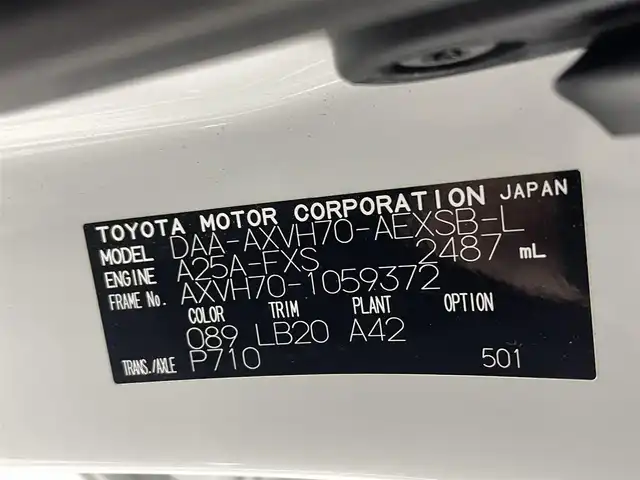 TOYOTA MOTOR CORPORATION JAPAN
MODEL DAA-AXVH70-AEXSB-L
ENGINE A25A-FXS 2487 mL
FRAME No. AXVH70-1059372
COLOR TRIM PLANT OPTION
089 LB20 A42
TRANS./AXLE P710 501